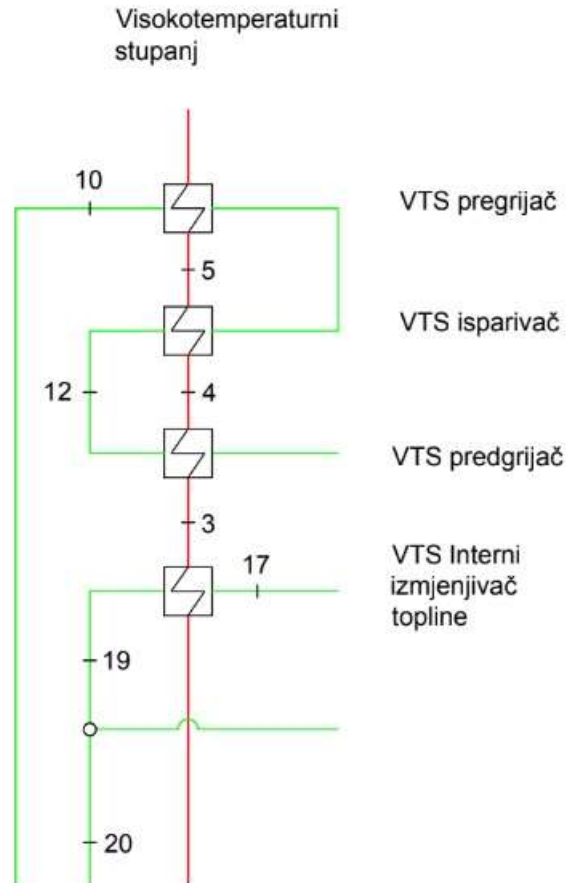 Visokotemperaturni
stupanj
10
VTS pregrijač
5
VTS isparivač
12
4
VTS predgrijač
3
17
VTS Interni
izmjenjivač
topline
19
20